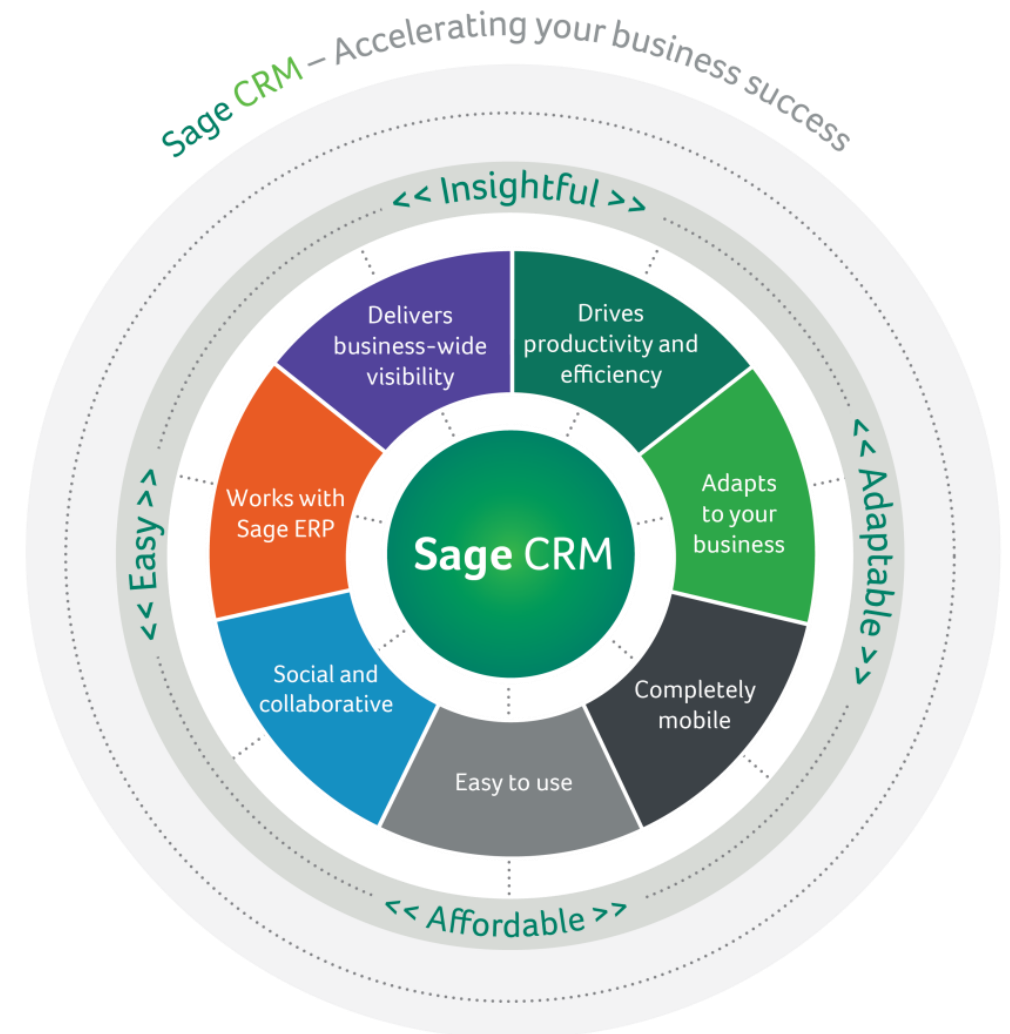 Sage CRM – Accelerating your business success
<< Insightful >>
Delivers
business-wide
visibility
Drives
productivity and
efficiency
<< Adaptable >>
Adapts
to your
business
Works with
Sage ERP
<< Easy >>
Sage CRM
Social and
collaborative
Completely
mobile
Easy to use
<< Affordable >>